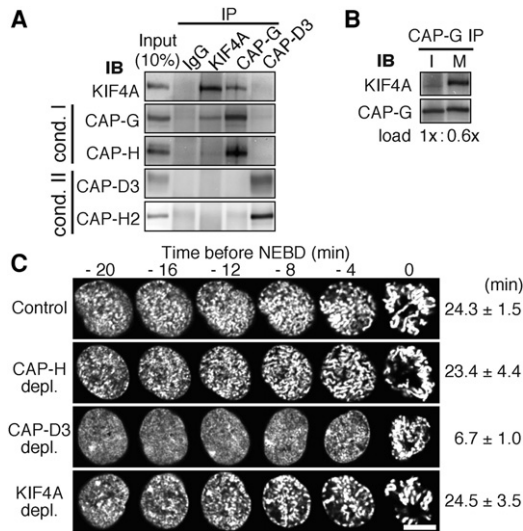 A
IP
Input (10%) IgG KIF4A CAP-G CAP-D3
IB
KIF4A
cond. I
CAP-G
CAP-H
cond. II
CAP-D3
CAP-H2
B
CAP-G IP
IB I M
KIF4A
CAP-G
load 1x : 0.6x
C
Time before NEBD (min)
- 20 - 16 - 12 - 8 - 4 0 (min)
Control 24.3 ± 1.5
CAP-H depl. 23.4 ± 4.4
CAP-D3 depl. 6.7 ± 1.0
KIF4A depl. 24.5 ± 3.5